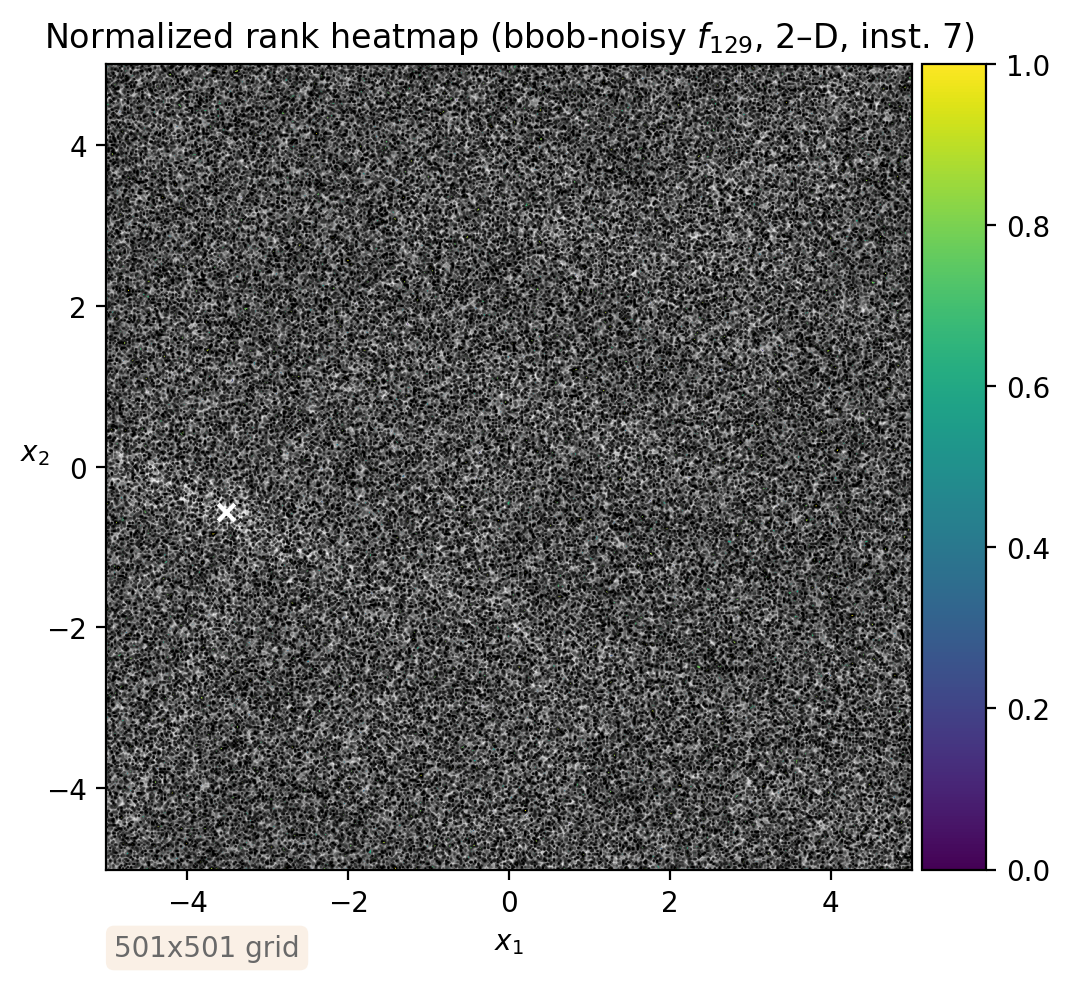 Normalized rank heatmap (bbob-noisy f129, 2–D, inst. 7)
1.0
4
0.8
2
0.6
x2 0
0.4
−2
0.2
−4
0.0
−4 −2 0 2 4
x1
501x501 grid